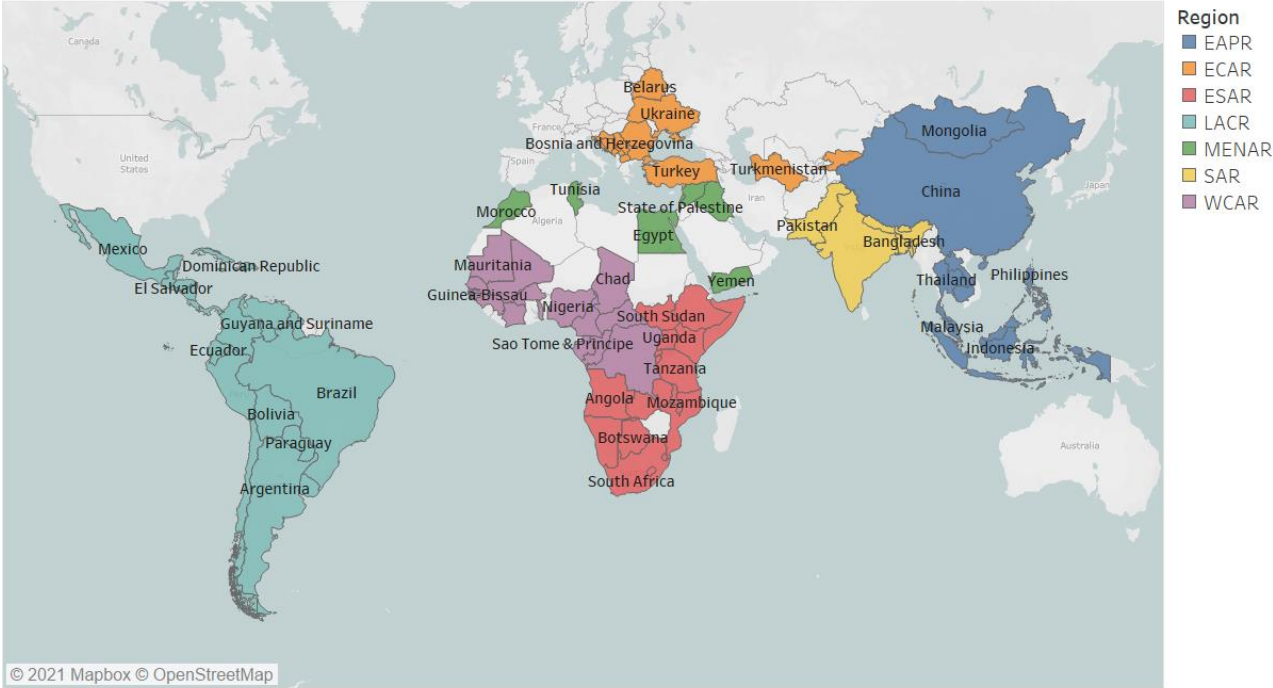 Canada
United
States
Mexico
Dominican Republic
El Salvador
Guyana and Suriname
Ecuador
Brazil
Bolivia
Paraguay
Argentina
Belarus
Ukraine
France
Bosnia and Herzegovina
Spain
Turkey
Turkmenistan
Tunisia
Morocco
Algeria
State of Palestine
Iran
Egypt
Yemen
Mauritania
Chad
Guinea-Bissau
Nigeria
South Sudan
Sao Tome & Principe
Uganda
Tanzania
Angola
Mozambique
Botswana
South Africa
Mongolia
China
Japan
Pakistan
Bangladesh
Thailand
Philippines
Malaysia
Indonesia
Australia
Region
EAPR
ECAR
ESAR
LACR
MENAR
SAR
WCAR
© 2021 Mapbox © OpenStreetMap